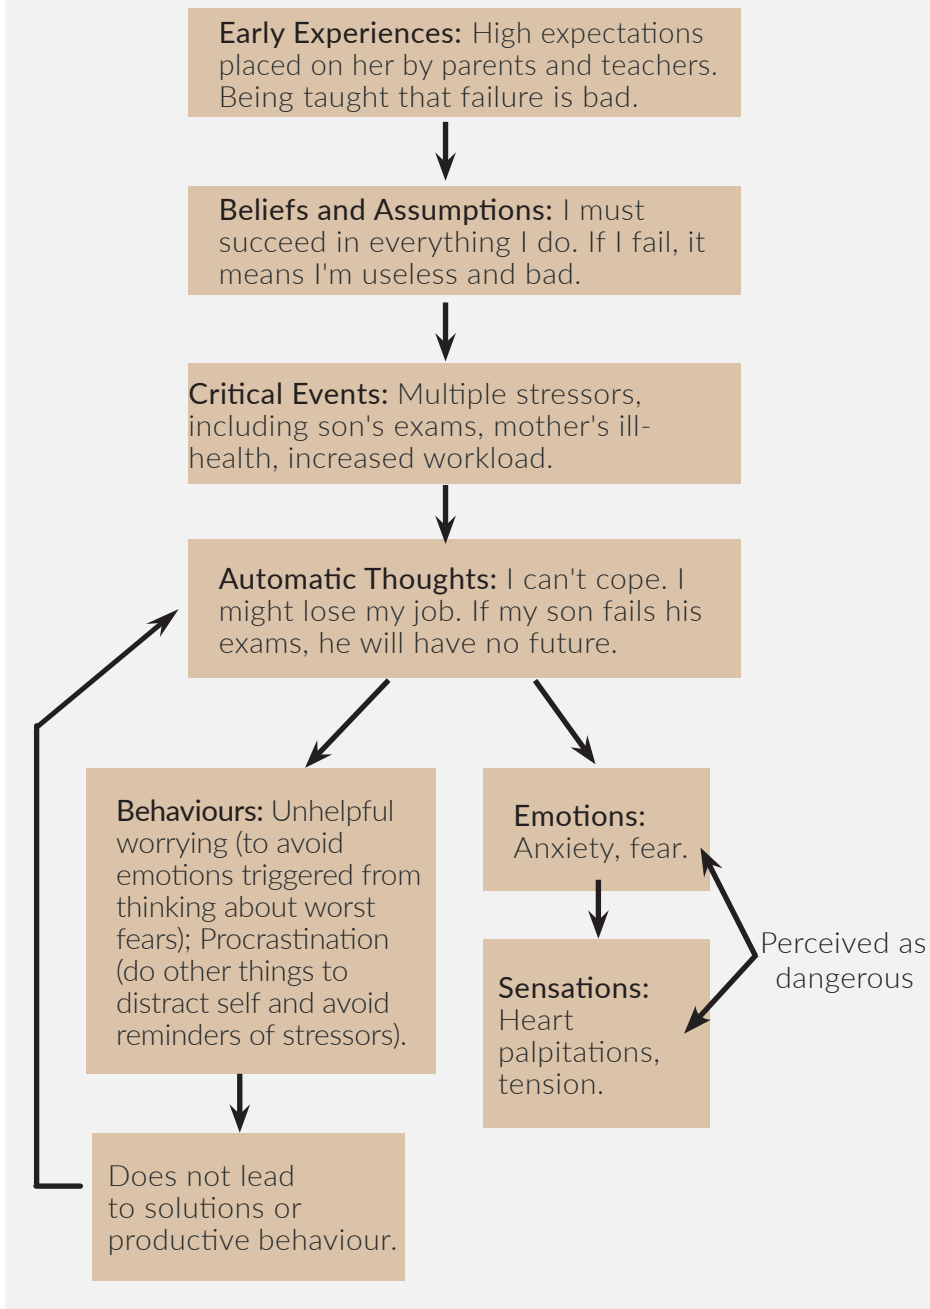 Early Experiences: High expectations
placed on her by parents and teachers.
Being taught that failure is bad.
Beliefs and Assumptions: I must
succeed in everything I do. If I fail, it
means I'm useless and bad.
Critical Events: Multiple stressors,
including son's exams, mother's ill-
health, increased workload.
Automatic Thoughts: I can't cope. I
might lose my job. If my son fails his
exams, he will have no future.
Behaviours: Unhelpful
worrying (to avoid
emotions triggered from
thinking about worst
fears); Procrastination
(do other things to
distract self and avoid
reminders of stressors).
Emotions:
Anxiety, fear.
Perceived as
dangerous
Sensations:
Heart
palpitations,
tension.
Does not lead
to solutions or
productive behaviour.